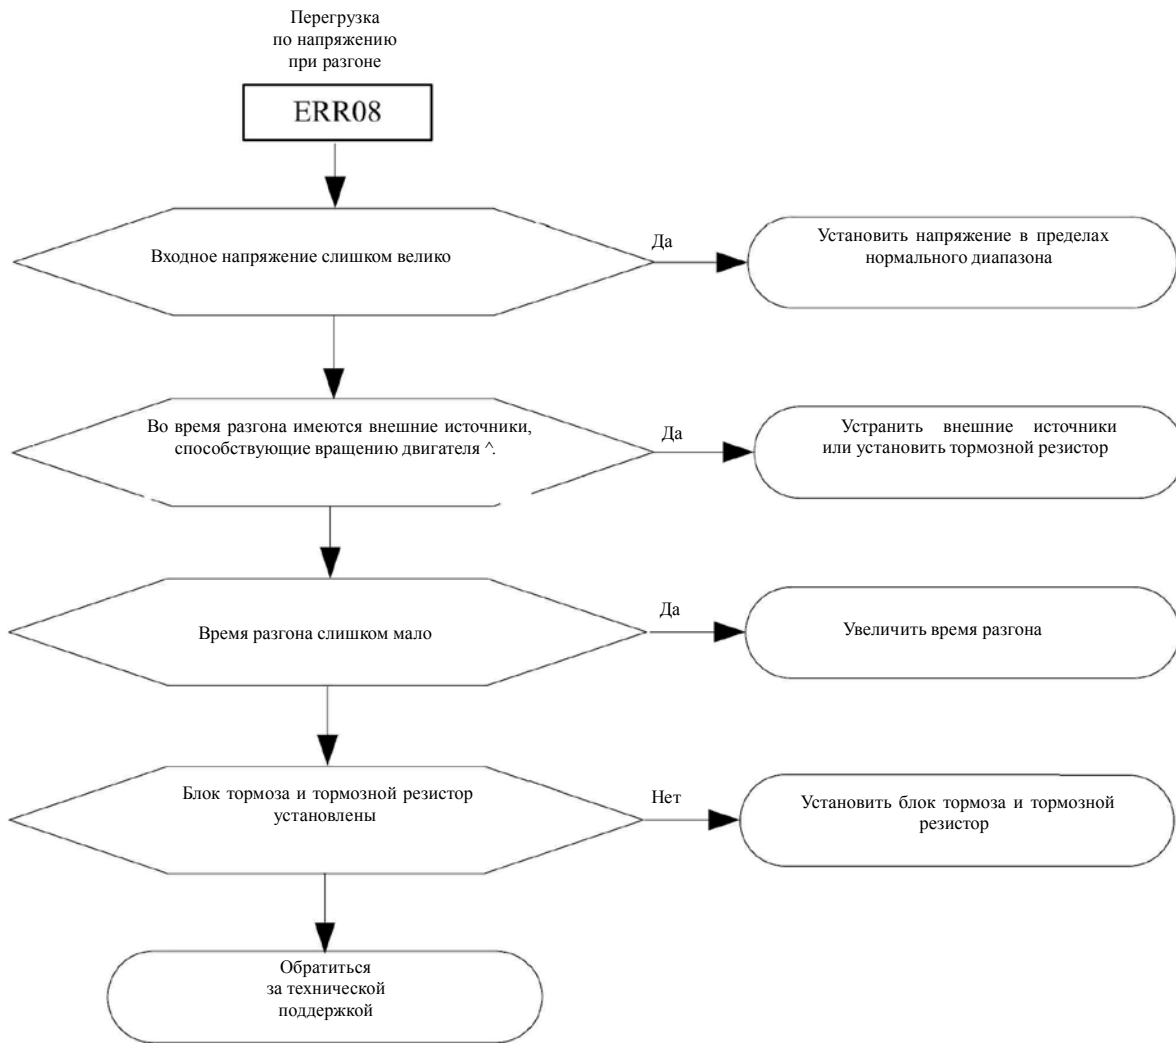 Перегрузка
по напряжению
при разгоне
ERR08
Входное напряжение слишком велико
Да
Установить напряжение в пределах
нормального диапазона
Во время разгона имеются внешние источники,
способствующие вращению двигателя ^.
Да
Устранить внешние источники
или установить тормозной резистор
Время разгона слишком мало
Да
Увеличить время разгона
Блок тормоза и тормозной резистор
установлены
Нет
Установить блок тормоза и тормозной
резистор
Обратиться
за технической
поддержкой